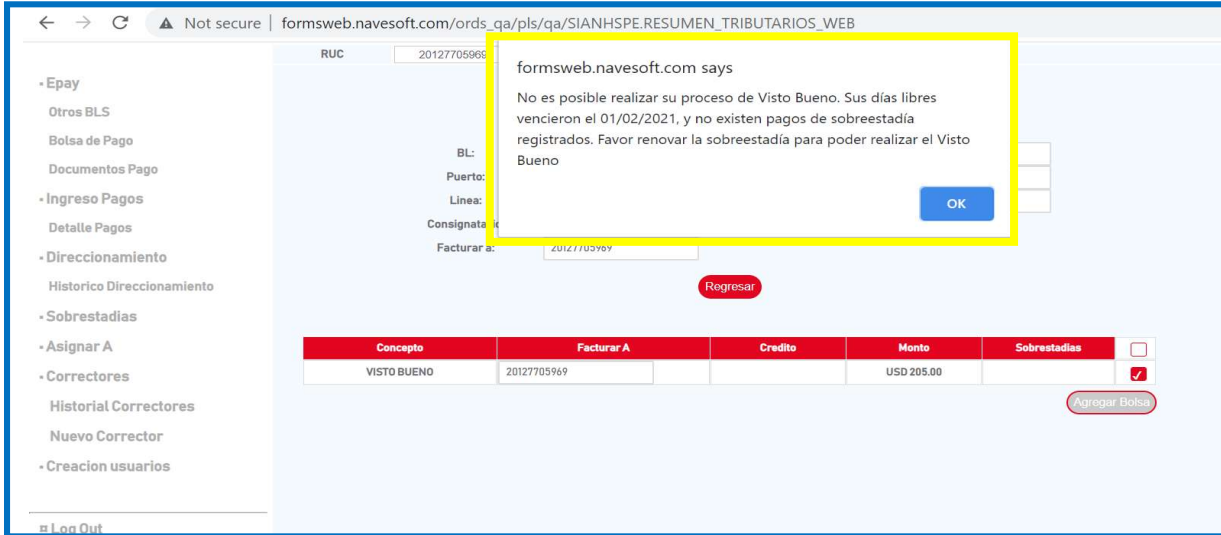 Not secure | formsweb.navesoft.com/ords_qa/pls/qa/SIANHSPE.RESUMEN_TRIBUTARIOS_WEB
RUC 20127705969
formsweb.navesoft.com says
No es posible realizar su proceso de Visto Bueno. Sus días libres
vencieron el 01/02/2021, y no existen pagos de sobreestadía
registrados. Favor renovar la sobreestadía para poder realizar el Visto
Bueno
OK
- Epay
Otros BLS
Bolsa de Pago
Documentos Pago
- Ingreso Pagos
Detalle Pagos
- Direccionamiento
Historico Direccionamiento
- Sobrestadias
- Asignar A
- Correctores
Historial Correctores
Nuevo Corrector
- Creacion usuarios
Log Out
BL:
Puerto:
Linea:
Facturar a: 20127705969
Regresar
Concepto Facturar A Credito Monto Sobrestadias
VISTO BUENO 20127705969 USD 205.00
Agregar Bolsa